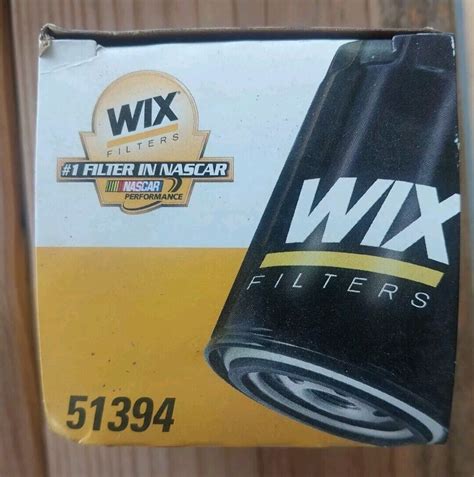 WIX
FILTERS
#1 FILTER IN NASCAR
NASCAR
PERFORMANCE
WIX
FILTERS
51394